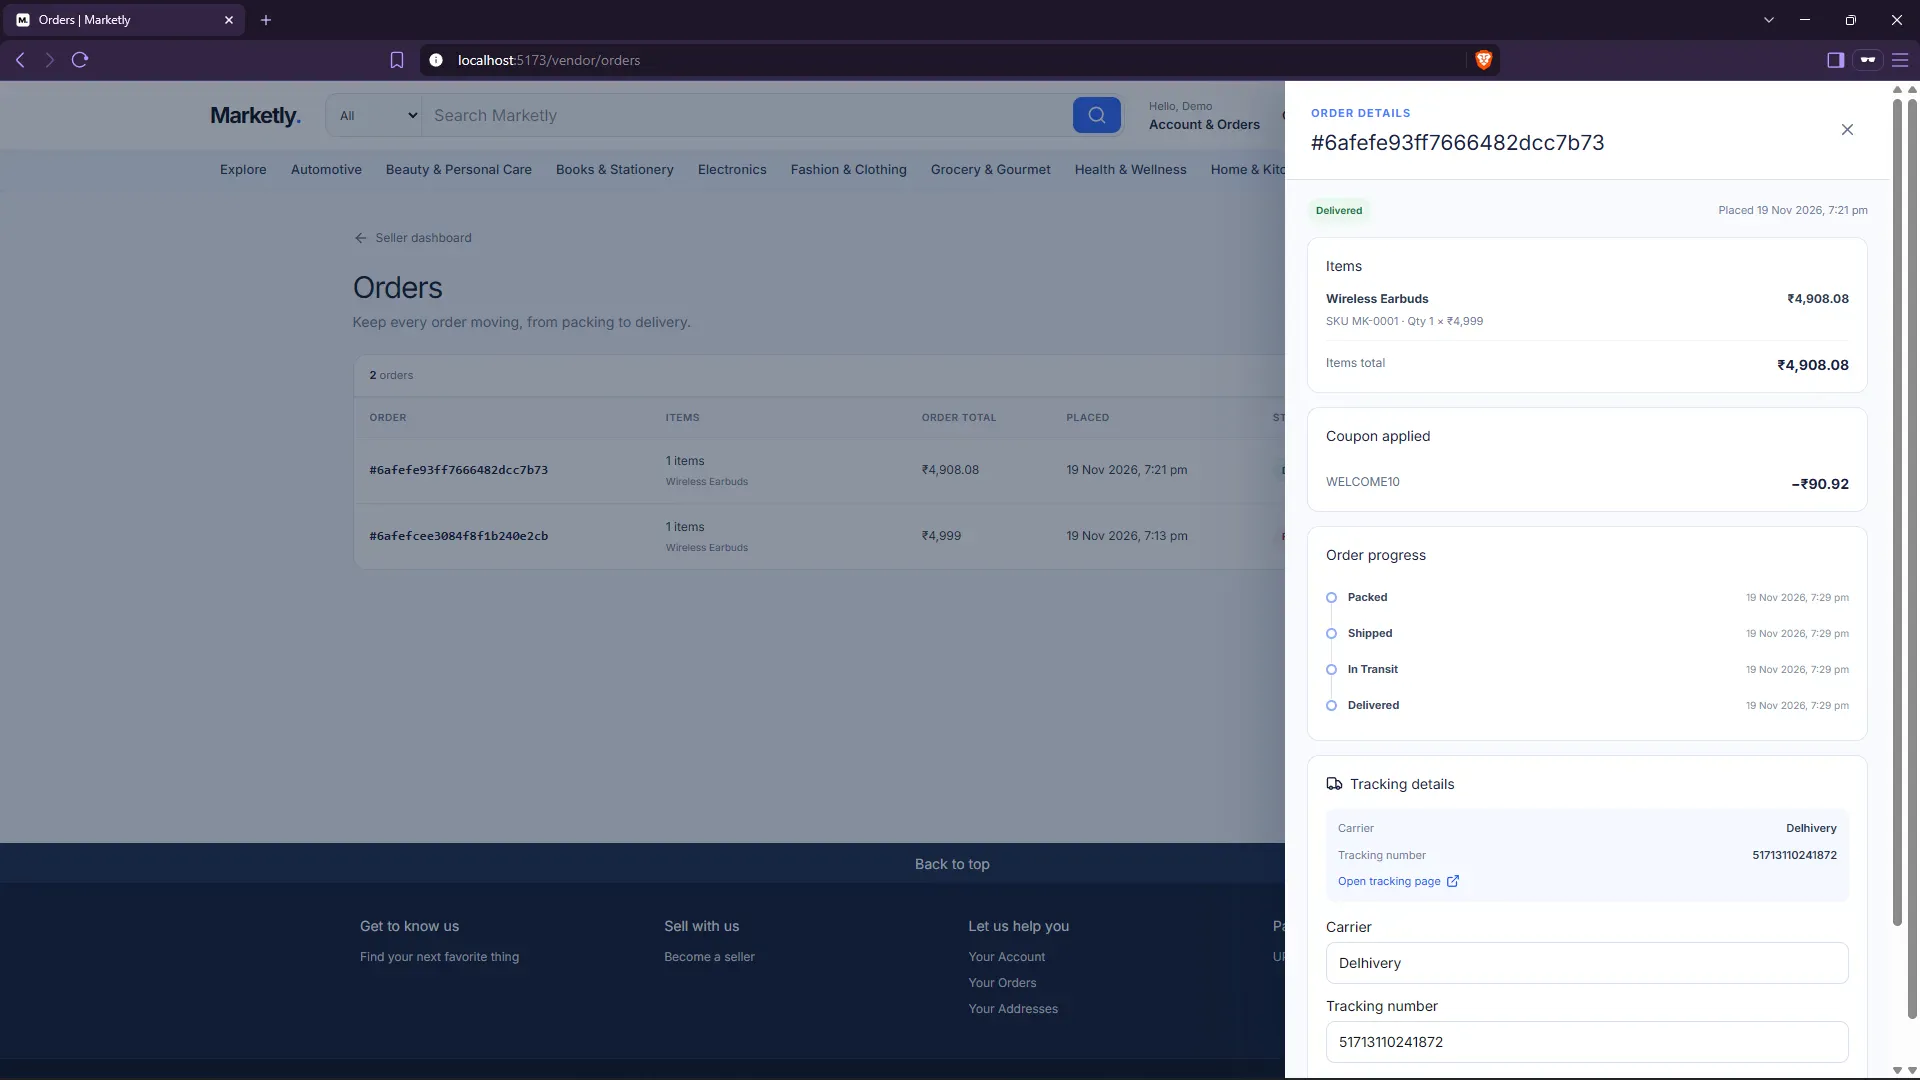 Orders | Marketly
localhost:5173/vendor/orders
Marketly.
All
Search Marketly
Hello, Demo
Account & Orders
Explore
Automotive
Beauty & Personal Care
Books & Stationery
Electronics
Fashion & Clothing
Grocery & Gourmet
Health & Wellness
Home & Kitc
Seller dashboard
Orders
Keep every order moving, from packing to delivery.
2 orders
ORDER ITEMS ORDER TOTAL PLACED ST
#6afefe93ff7666482dcc7b73 1 items ₹4,908.08 19 Nov 2026, 7:21 pm
Wireless Earbuds
#6afefcee3084f8f1b240e2cb 1 items ₹4,999 19 Nov 2026, 7:13 pm
Wireless Earbuds
Back to top
Get to know us
Find your next favorite thing
Sell with us
Become a seller
Let us help you
Your Account
Your Orders
Your Addresses
Pa
ORDER DETAILS
#6afefe93ff7666482dcc7b73
Delivered
Placed 19 Nov 2026, 7:21 pm
Items
Wireless Earbuds ₹4,908.08
SKU MK-0001 · Qty 1 × ₹4,999
Items total ₹4,908.08
Coupon applied
WELCOME10 −₹90.92
Order progress
Packed 19 Nov 2026, 7:29 pm
Shipped 19 Nov 2026, 7:29 pm
In Transit 19 Nov 2026, 7:29 pm
Delivered 19 Nov 2026, 7:29 pm
Tracking details
Carrier Delhivery
Tracking number 51713110241872
Open tracking page
Carrier
Delhivery
Tracking number
51713110241872